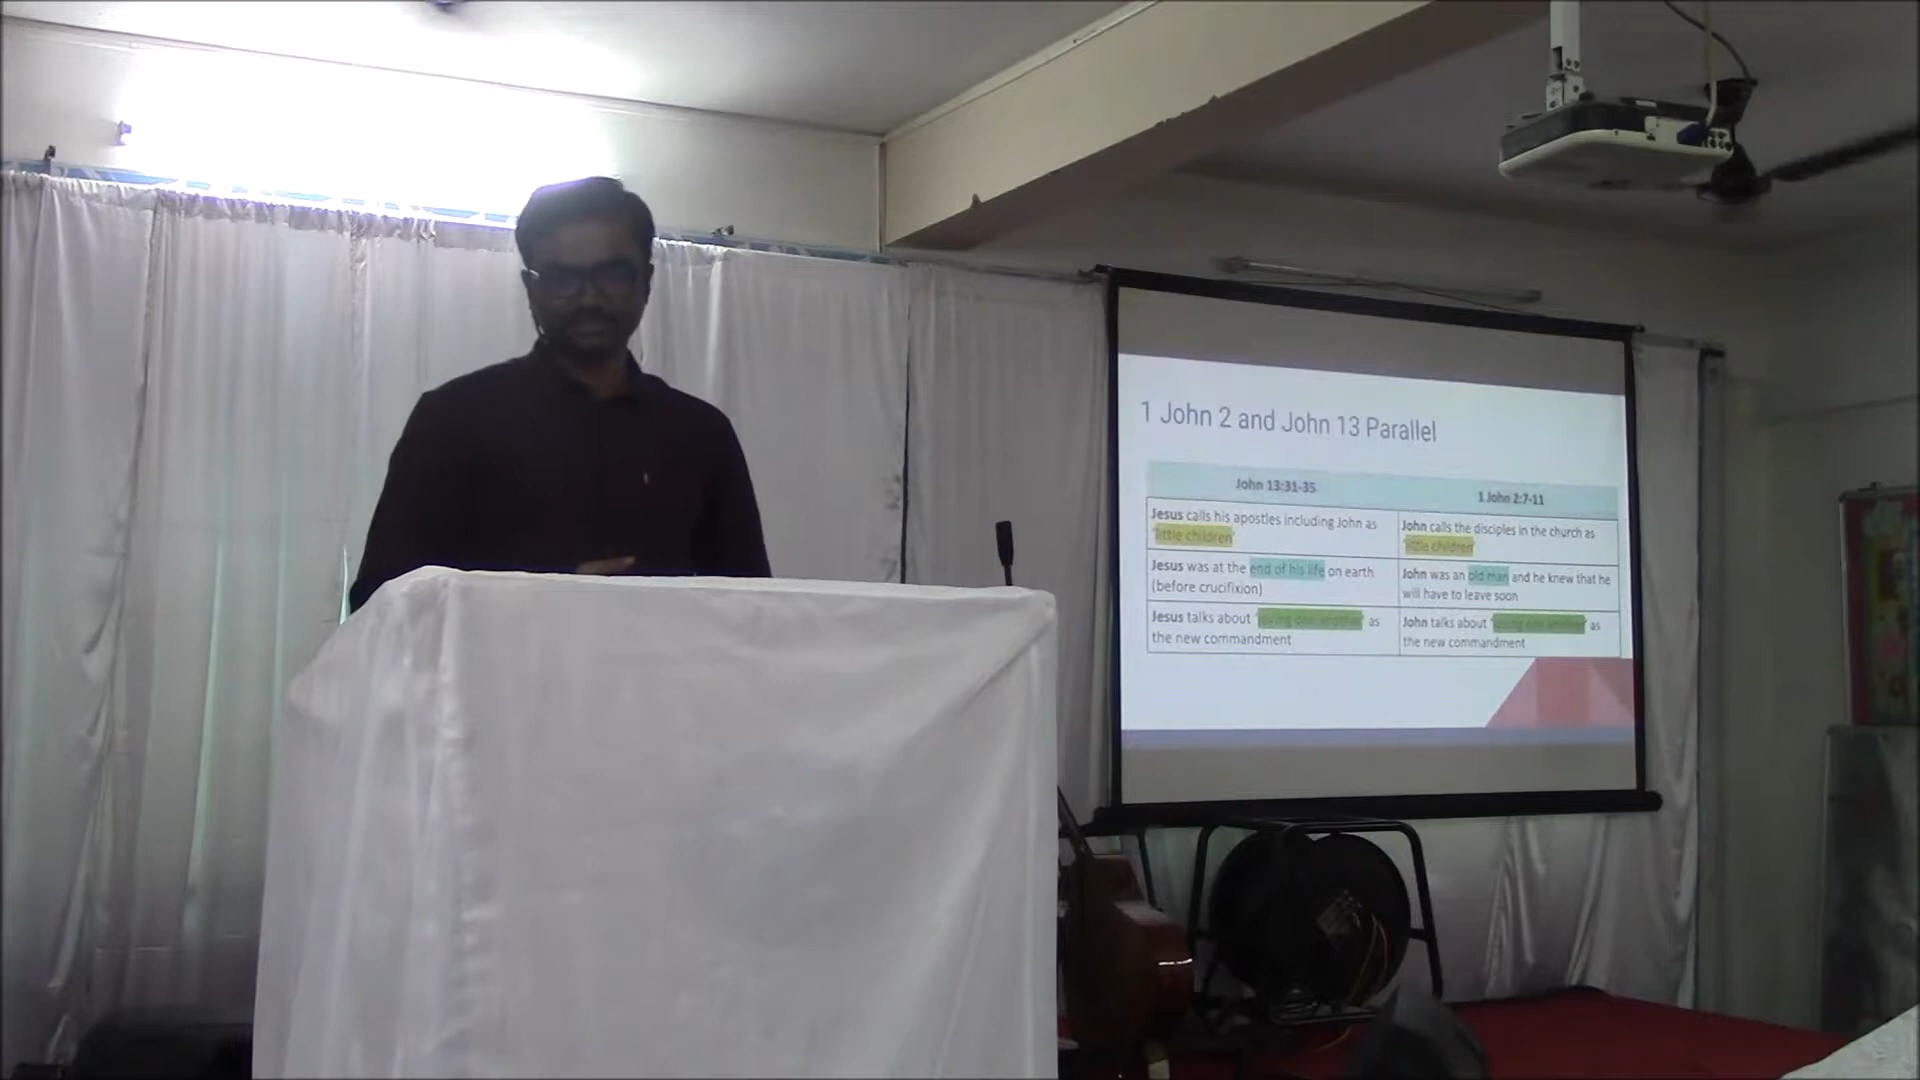 1 John 2 and John 13 Parallel
John 13:31-35
1 John 2:7-11
Jesus calls his apostles including John as
'little children'
John calls the disciples in the church as
'little children'
Jesus was at the end of his life on earth
(before crucifixion)
John was an old man and he knew that he
will have to leave soon
Jesus talks about 'loving one another' as
the new commandment
John talks about 'loving one another' as
the new commandment